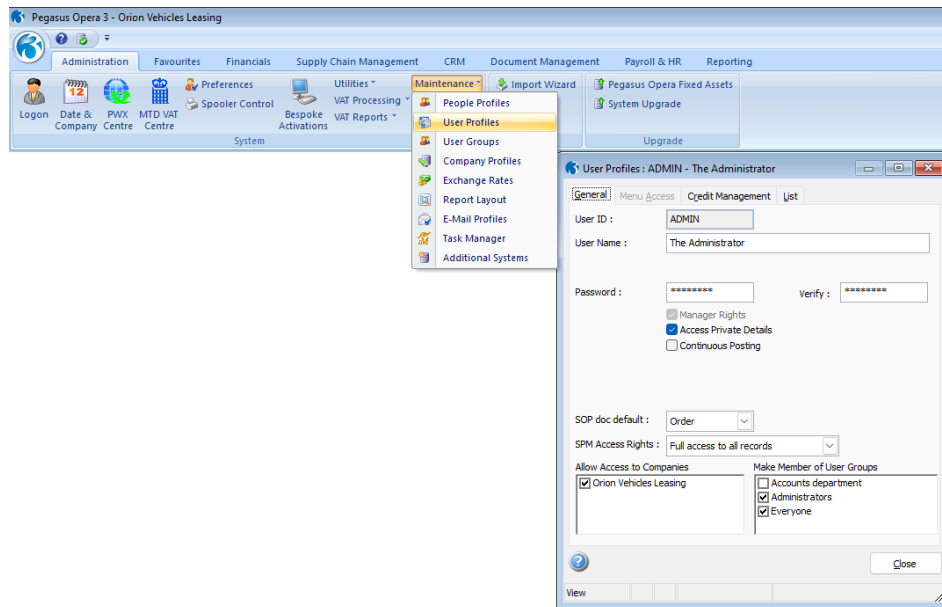 Pegasus Opera 3 - Orion Vehicles Leasing
Administration Favourites Financials Supply Chain Management CRM Document Management Payroll & HR Reporting
Logon
Date & Company
PWX Centre
MTD VAT Centre
Preferences
Spooler Control
Bespoke Activations
Utilities
VAT Processing
VAT Reports
Maintenance
Import Wizard
Pegasus Opera Fixed Assets
System Upgrade
System
Upgrade
People Profiles
User Profiles
User Groups
Company Profiles
Exchange Rates
Report Layout
E-Mail Profiles
Task Manager
Additional Systems
User Profiles : ADMIN - The Administrator
General Menu Access Credit Management List
User ID : ADMIN
User Name : The Administrator
Password : ******** Verify : ********
Manager Rights
Access Private Details
Continuous Posting
SOP doc default : Order
SPM Access Rights : Full access to all records
Allow Access to Companies Make Member of User Groups
Orion Vehicles Leasing Accounts department
Administrators
Everyone
Close
View